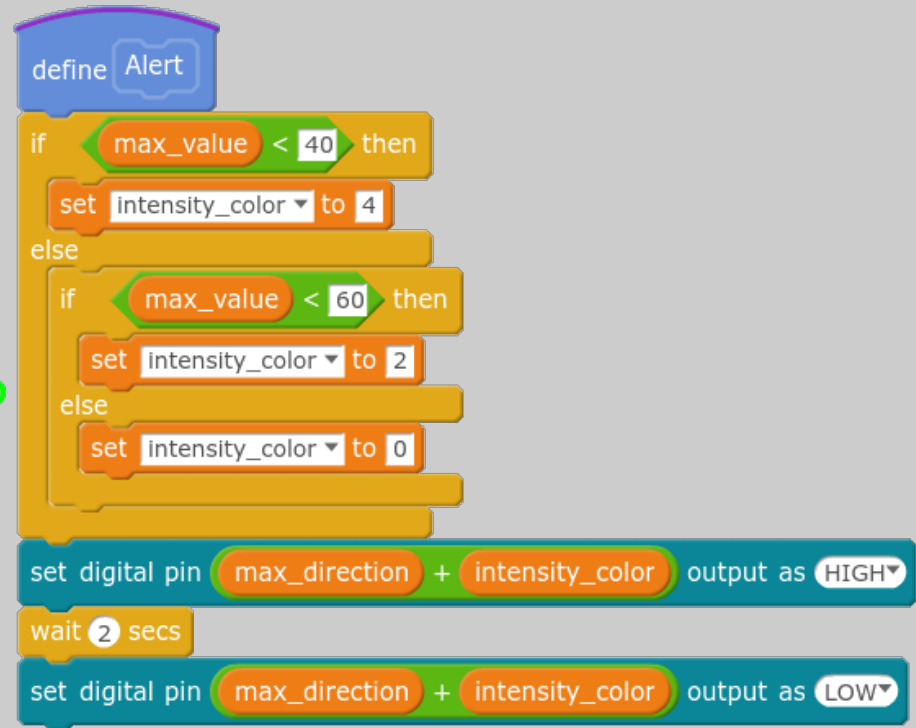 define Alert
if max_value < 40 then
set intensity_color to 4
else
if max_value < 60 then
set intensity_color to 2
else
set intensity_color to 0
set digital pin max_direction + intensity_color output as HIGH
wait 2 secs
set digital pin max_direction + intensity_color output as LOW